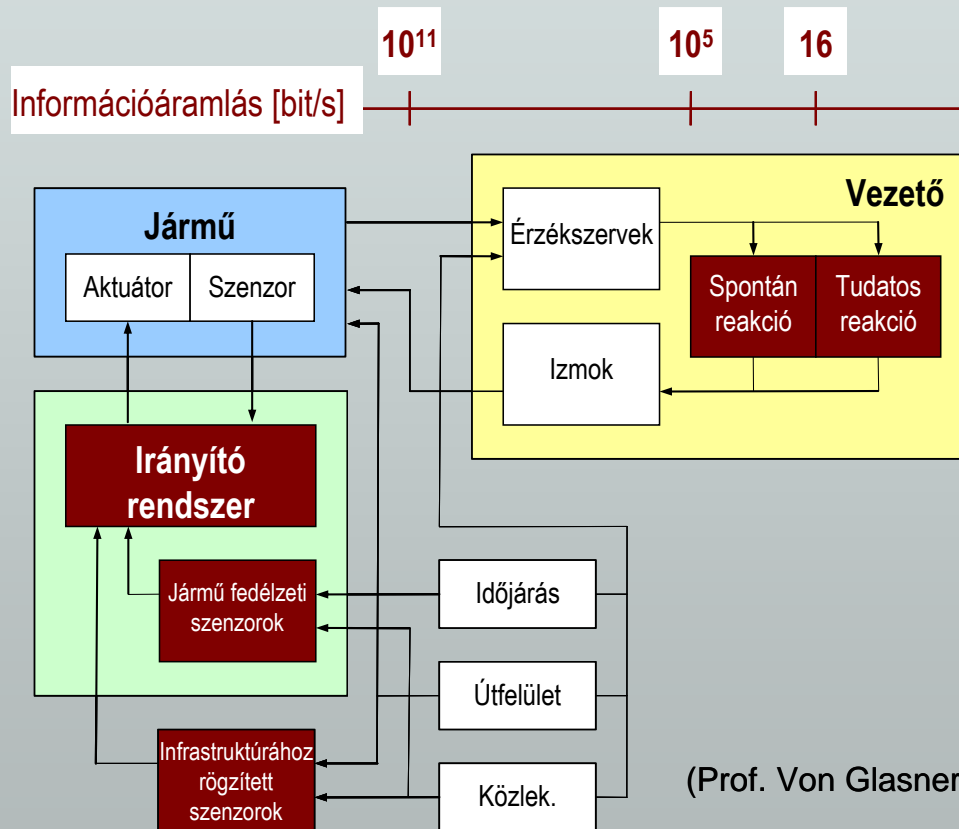 10¹¹ 10⁵ 16
Információáramlás [bit/s]
Vezető
Jármű
Aktuátor Szenzor
Érzékszervek
Spontán
reakció
Tudatos
reakció
Izmok
Irányító
rendszer
Jármű fedélzeti
szenzorok
Időjárás
Útfelület
Infrastruktúrához
rögzített
szenzorok
Közlek.
(Prof. Von Glasner